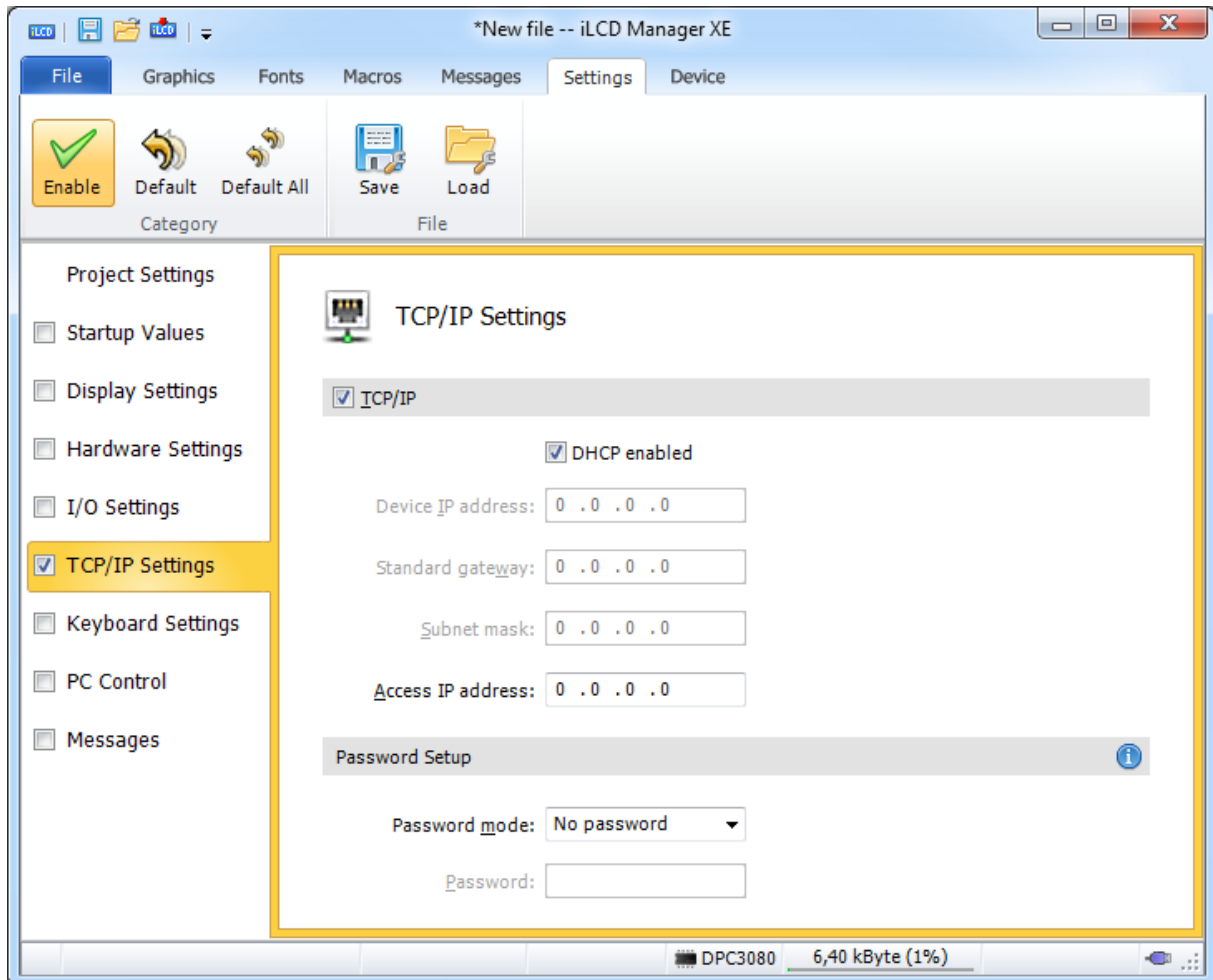 iLCD
iLCD
*New file -- iLCD Manager XE
File Graphics Fonts Macros Messages Settings Device
Enable Default Default All Save Load
Category File
Project Settings
Startup Values
Display Settings
Hardware Settings
I/O Settings
TCP/IP Settings
Keyboard Settings
PC Control
Messages
TCP/IP Settings
TCP/IP
DHCP enabled
Device IP address: 0 .0 .0 .0
Standard gateway: 0 .0 .0 .0
Subnet mask: 0 .0 .0 .0
Access IP address: 0 .0 .0 .0
Password Setup
Password mode: No password
Password:
DPC3080 6,40 kByte (1%)